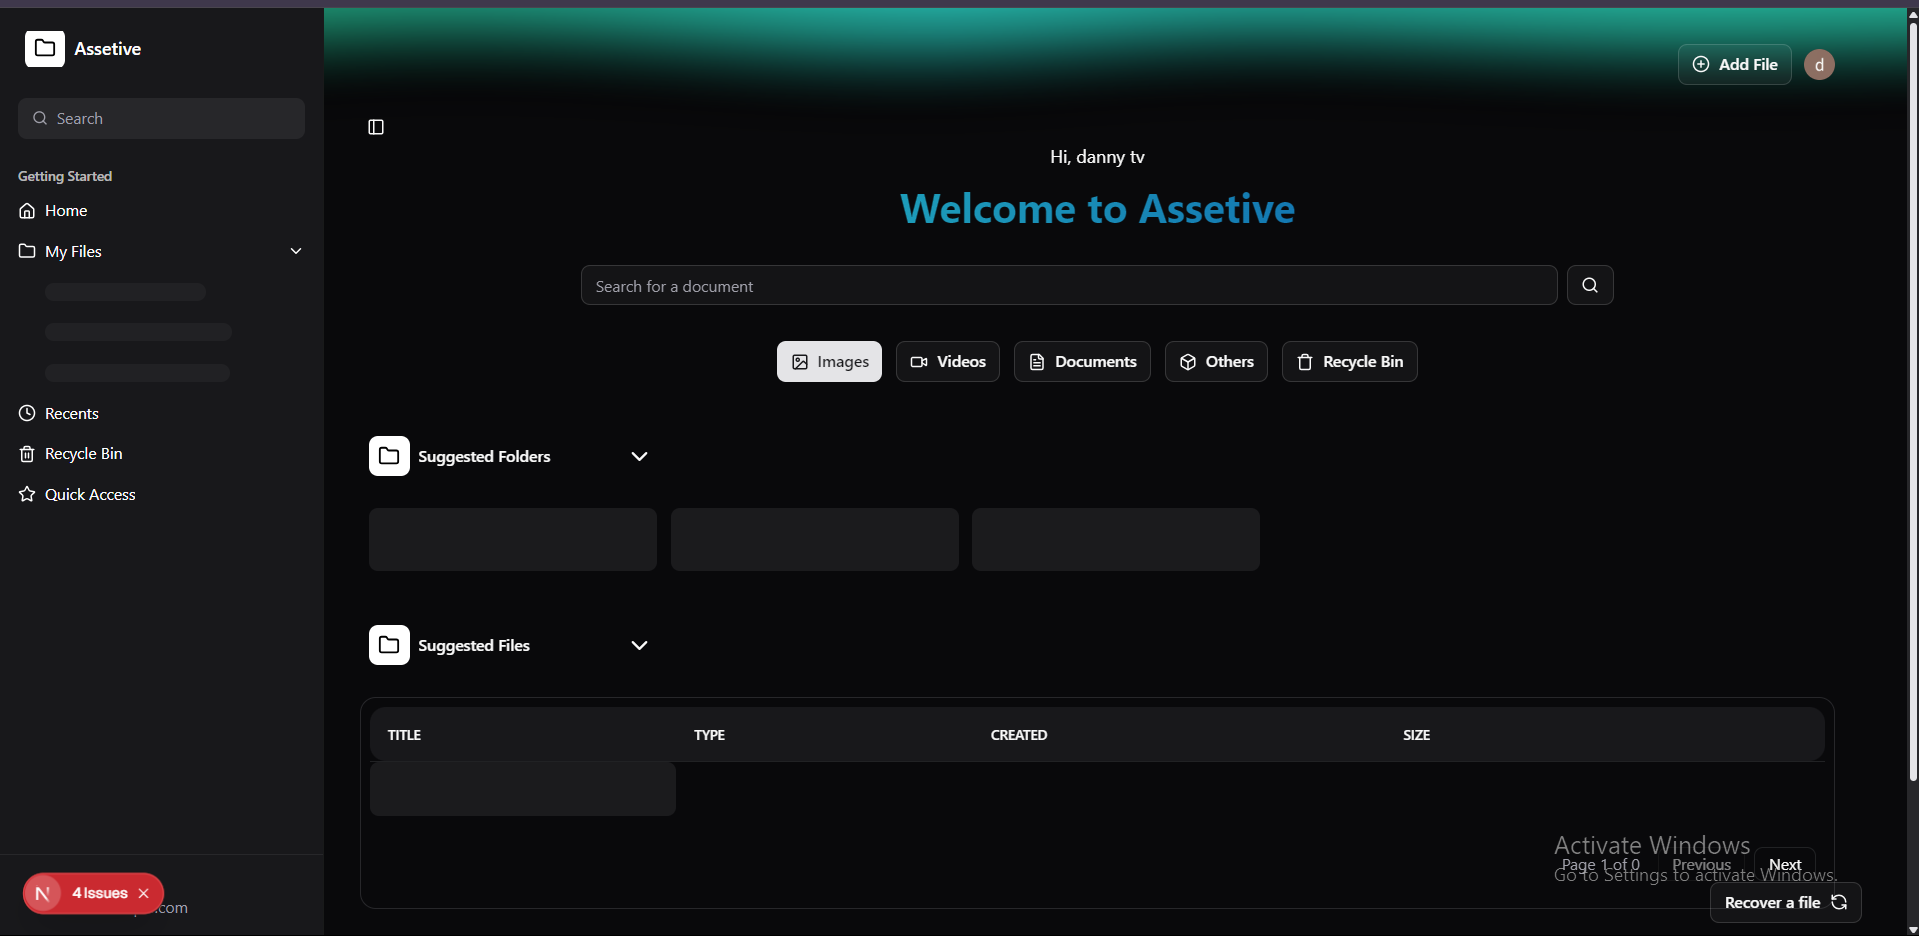 Assetive
Search
Getting Started
Home
My Files
Recents
Recycle Bin
Quick Access
N 4 Issues
.com
Add File
d
Hi, danny tv
Welcome to Assetive
Search for a document
Images
Videos
Documents
Others
Recycle Bin
Suggested Folders
Suggested Files
TITLE TYPE CREATED SIZE
Activate Windows
Page 1 of 0 Previous Next
Go to Settings to activate Windows.
Recover a file